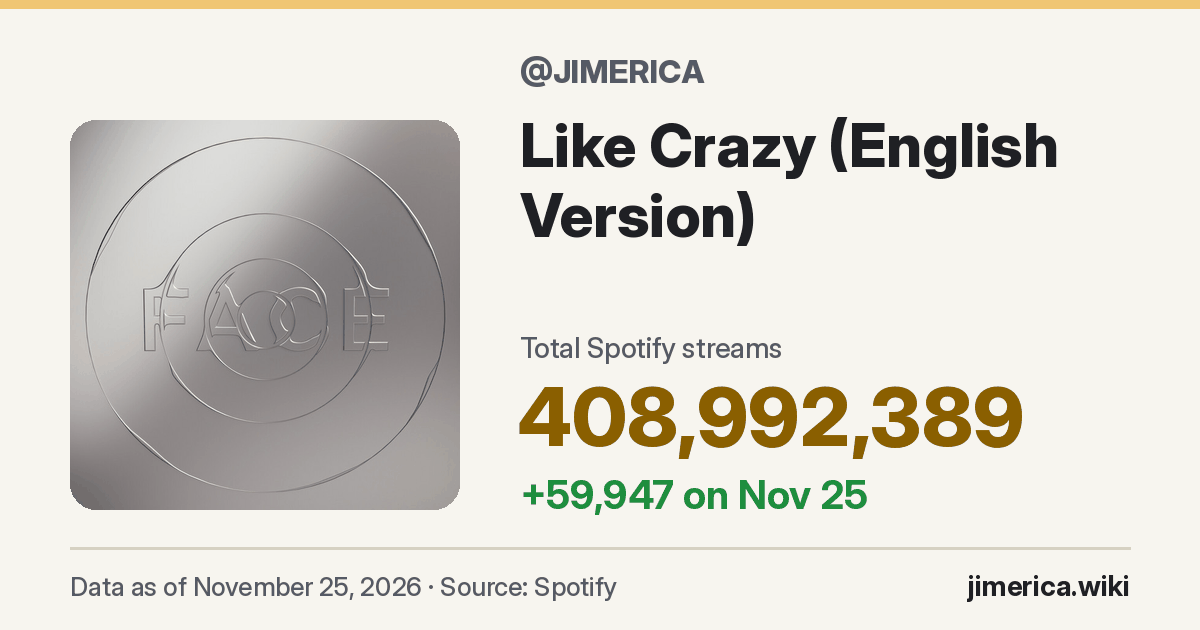 @JIMERICA
Like Crazy (English
Version)
FACE
Total Spotify streams
408,992,389
+59,947 on Nov 25
Data as of November 25, 2026 · Source: Spotify
jimerica.wiki